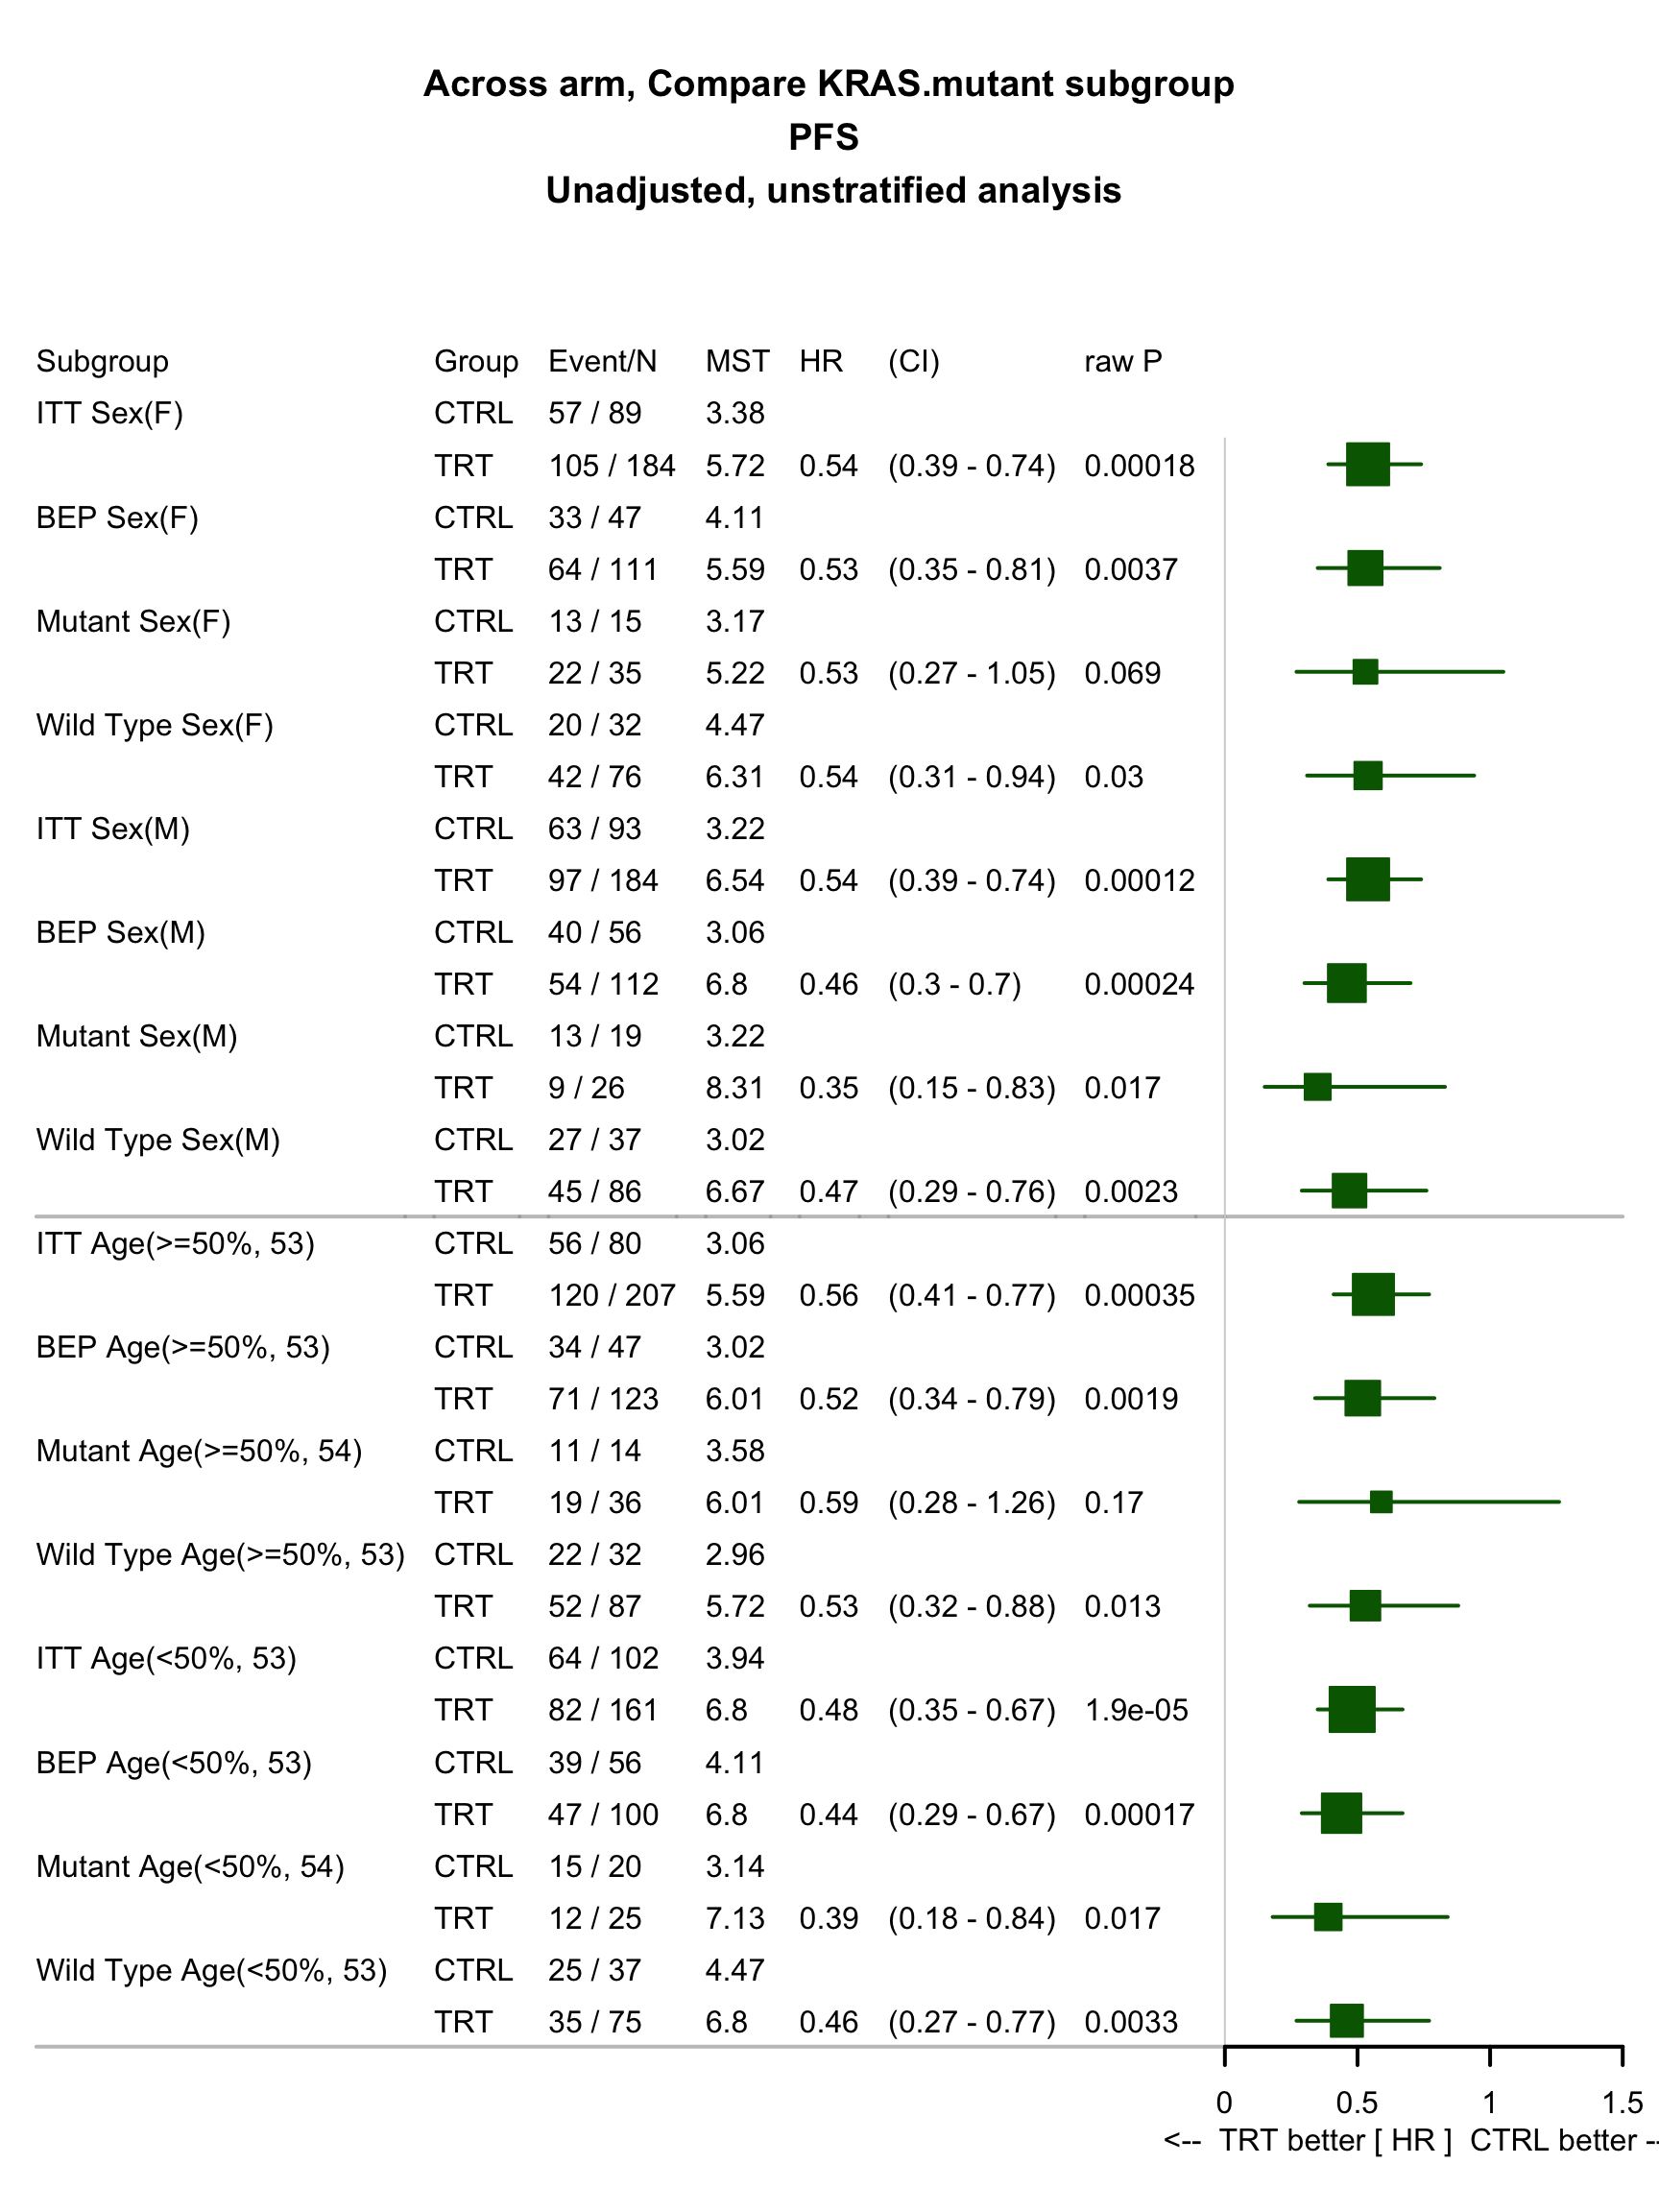 Across arm, Compare KRAS.mutant subgroup
PFS
Unadjusted, unstratified analysis
Subgroup Group Event/N MST HR (CI) raw P
ITT Sex(F) CTRL 57 / 89 3.38
TRT 105 / 184 5.72 0.54 (0.39 - 0.74) 0.00018
BEP Sex(F) CTRL 33 / 47 4.11
TRT 64 / 111 5.59 0.53 (0.35 - 0.81) 0.0037
Mutant Sex(F) CTRL 13 / 15 3.17
TRT 22 / 35 5.22 0.53 (0.27 - 1.05) 0.069
Wild Type Sex(F) CTRL 20 / 32 4.47
TRT 42 / 76 6.31 0.54 (0.31 - 0.94) 0.03
ITT Sex(M) CTRL 63 / 93 3.22
TRT 97 / 184 6.54 0.54 (0.39 - 0.74) 0.00012
BEP Sex(M) CTRL 40 / 56 3.06
TRT 54 / 112 6.8 0.46 (0.3 - 0.7) 0.00024
Mutant Sex(M) CTRL 13 / 19 3.22
TRT 9 / 26 8.31 0.35 (0.15 - 0.83) 0.017
Wild Type Sex(M) CTRL 27 / 37 3.02
TRT 45 / 86 6.67 0.47 (0.29 - 0.76) 0.0023
ITT Age(>=50%, 53) CTRL 56 / 80 3.06
TRT 120 / 207 5.59 0.56 (0.41 - 0.77) 0.00035
BEP Age(>=50%, 53) CTRL 34 / 47 3.02
TRT 71 / 123 6.01 0.52 (0.34 - 0.79) 0.0019
Mutant Age(>=50%, 54) CTRL 11 / 14 3.58
TRT 19 / 36 6.01 0.59 (0.28 - 1.26) 0.17
Wild Type Age(>=50%, 53) CTRL 22 / 32 2.96
TRT 52 / 87 5.72 0.53 (0.32 - 0.88) 0.013
ITT Age(<50%, 53) CTRL 64 / 102 3.94
TRT 82 / 161 6.8 0.48 (0.35 - 0.67) 1.9e-05
BEP Age(<50%, 53) CTRL 39 / 56 4.11
TRT 47 / 100 6.8 0.44 (0.29 - 0.67) 0.00017
Mutant Age(<50%, 54) CTRL 15 / 20 3.14
TRT 12 / 25 7.13 0.39 (0.18 - 0.84) 0.017
Wild Type Age(<50%, 53) CTRL 25 / 37 4.47
TRT 35 / 75 6.8 0.46 (0.27 - 0.77) 0.0033
0 0.5 1 1.5
<-- TRT better [ HR ] CTRL better --